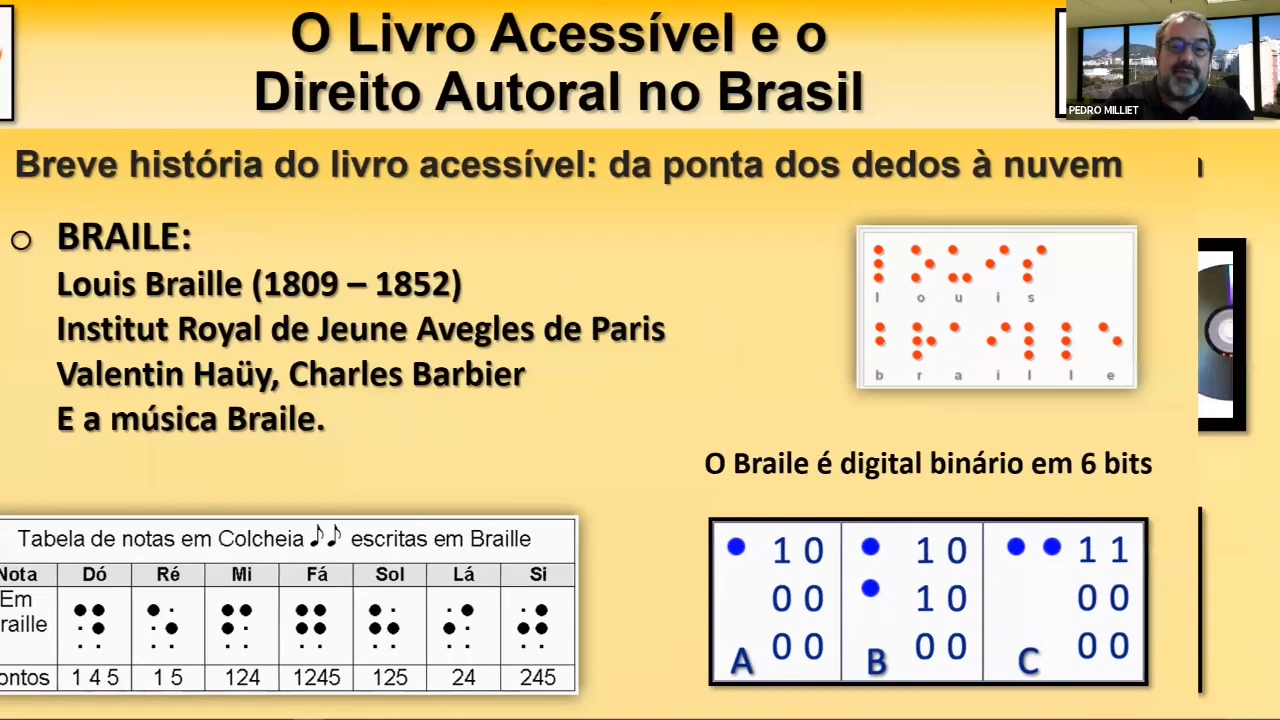 O Livro Acessível e o
Direito Autoral no Brasil
PEDRO MILLIET
Breve história do livro acessível: da ponta dos dedos à nuvem
BRAILE:
Louis Braille (1809 – 1852)
Institut Royal de Jeune Avegles de Paris
Valentin Haüy, Charles Barbier
E a música Braile.
l o u i s
b r a i l l e
O Braile é digital binário em 6 bits
Tabela de notas em Colcheia ♪♪ escritas em Braille
Nota Dó Ré Mi Fá Sol Lá Si
Em
raille
ontos 1 4 5 1 5 124 1245 125 24 245
1 0 1 0 1 1
0 0 1 0 0 0
0 0 0 0 0 0
A B C